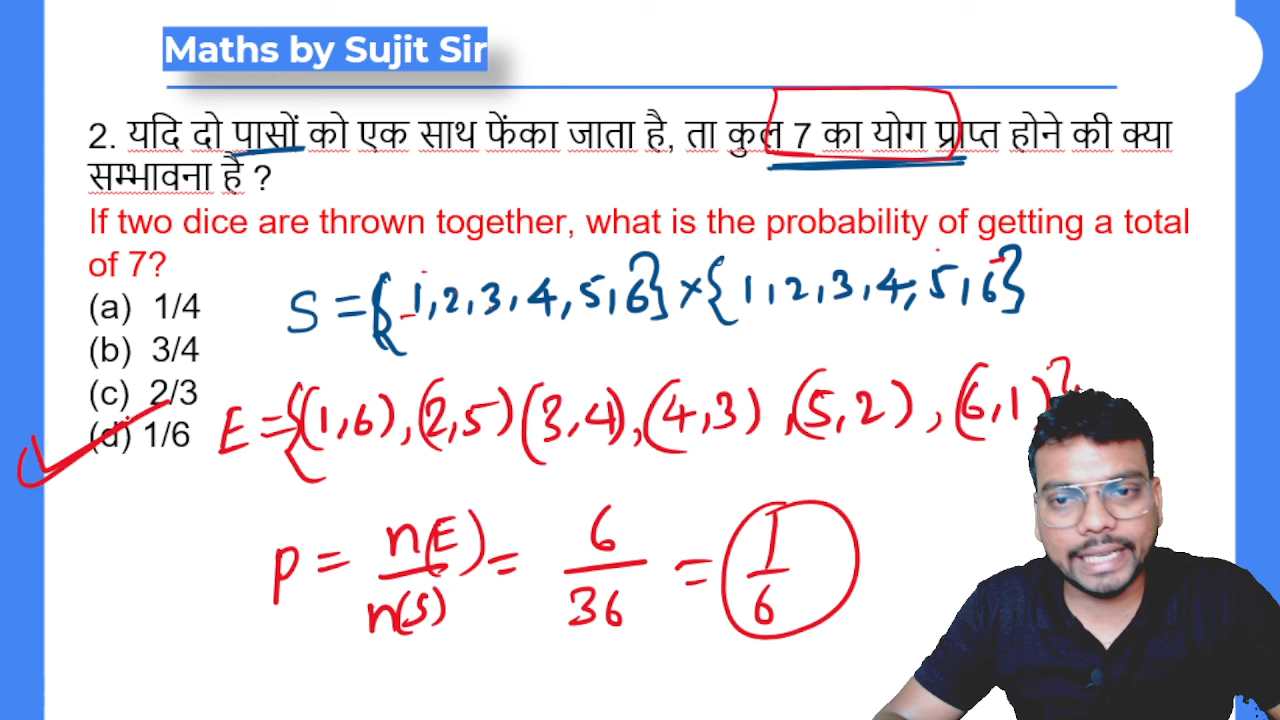 Maths by Sujit Sir
2. यदि दो पासों को एक साथ फेंका जाता है, ता कुल 7 का योग प्राप्त होने की क्या
सम्भावना है ?
If two dice are thrown together, what is the probability of getting a total
of 7?
S = {1,2,3,4,5,6} × {1,2,3,4,5,6}
(a) 1/4
(b) 3/4
(c) 2/3
(d) 1/6
E = {(1,6),(2,5)(3,4),(4,3),(5,2),(6,1)}
P = n(E)/n(S) = 6/36 = 1/6